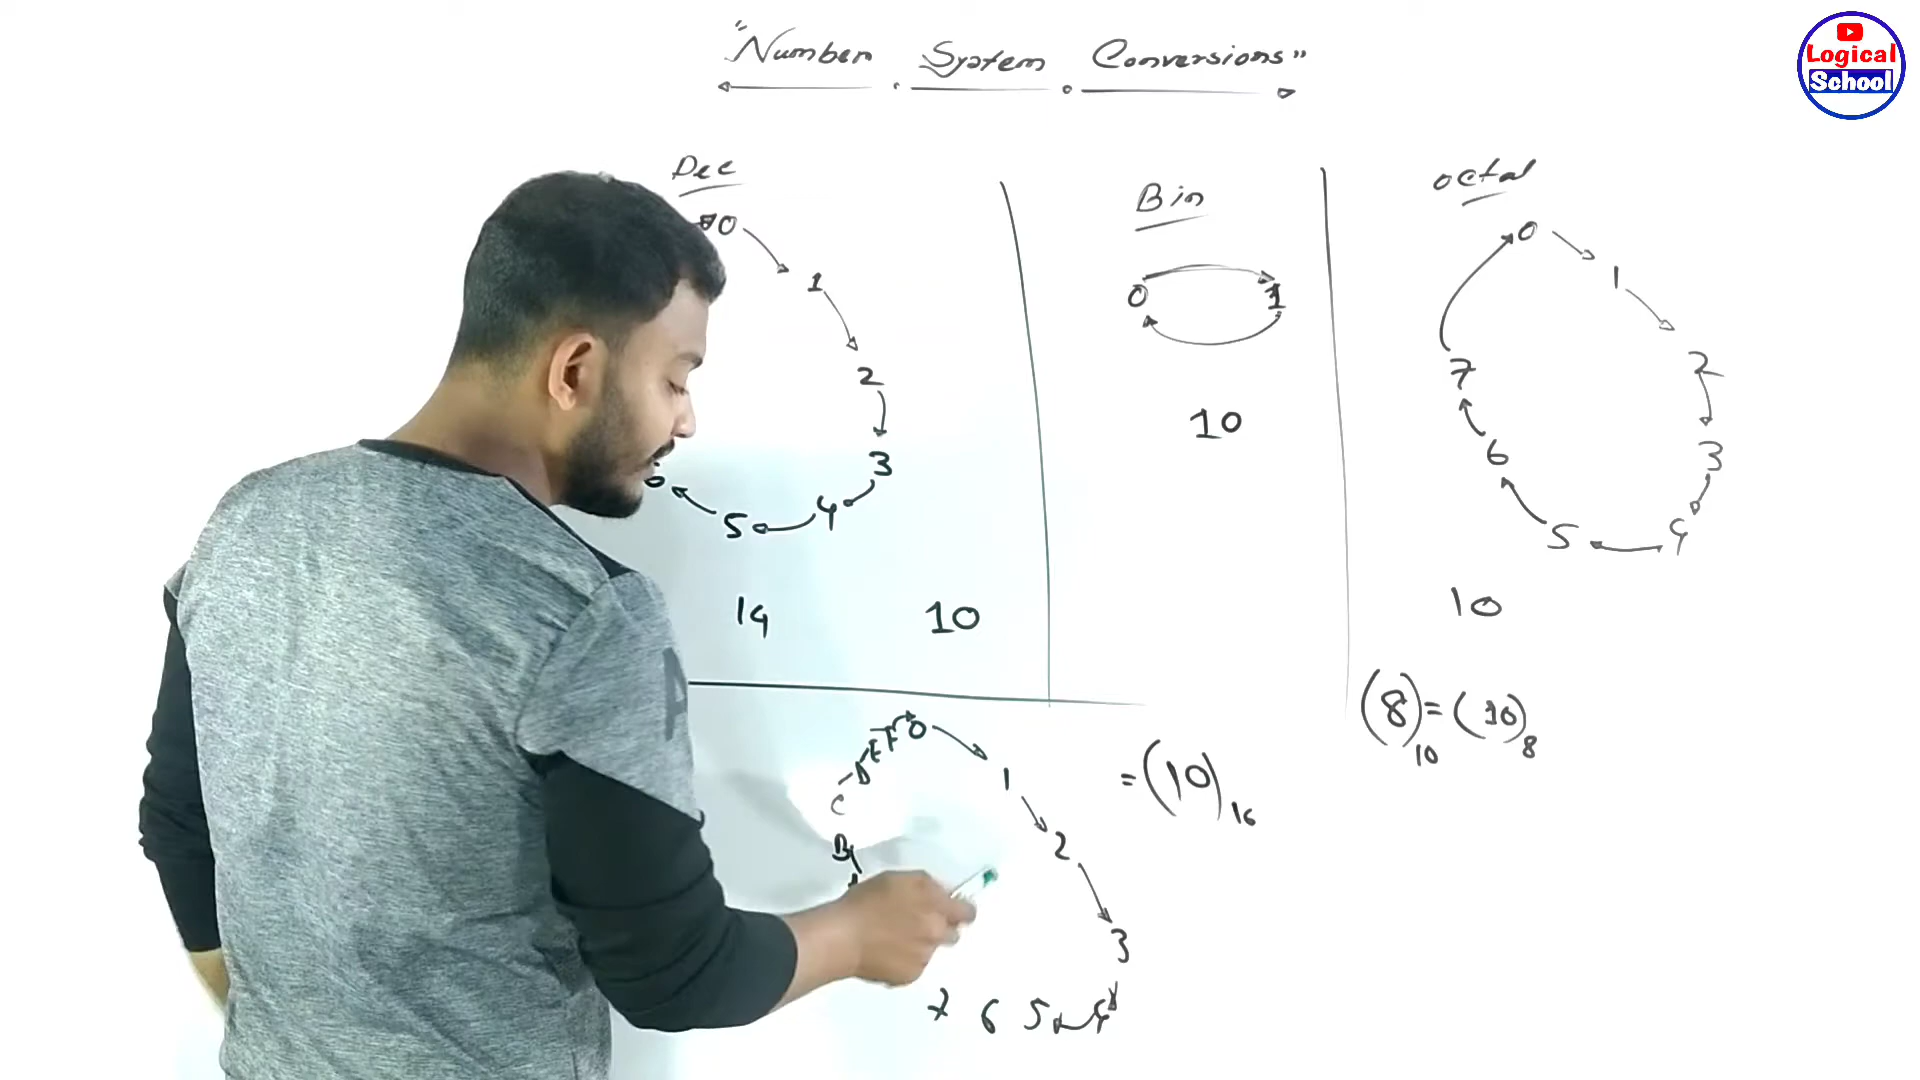 "Number System Conversions"
Logical
School
Dec
0
1
2
3
4
5
14
10
Bin
0
1
10
octal
0
1
2
3
4
5
6
7
10
(8)10 = (10)8
0
1
2
3
4
5
6
7
B
C
D
E
F
= (10)16